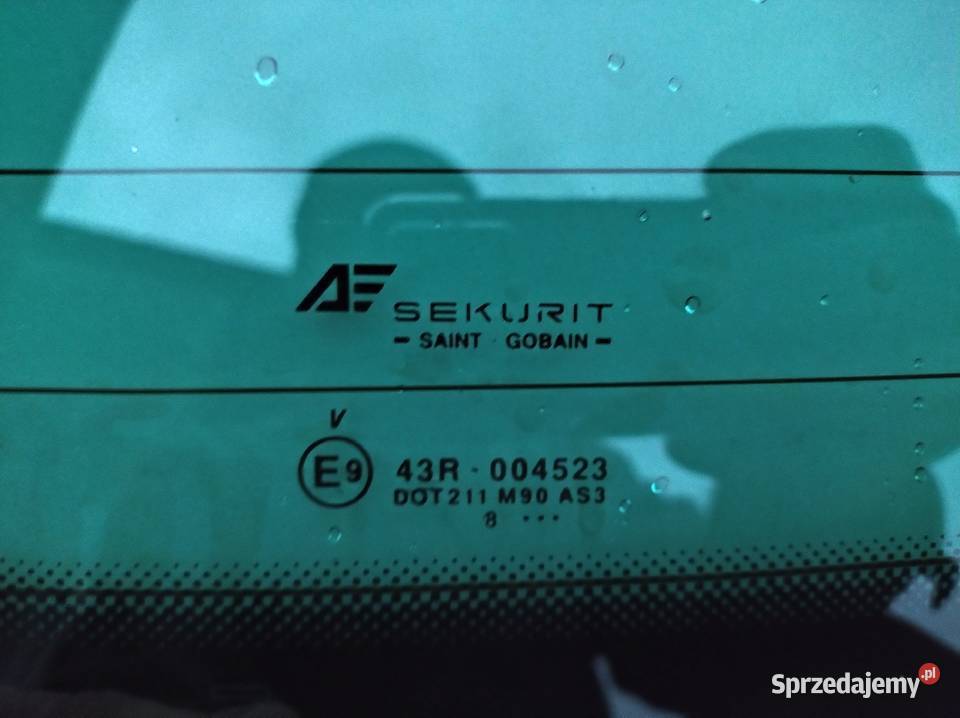 AE SEKURIT
- SAINT · GOBAIN -
V
E9 43R - 004523
DOT211 M90 AS3
8 ...
Sprzedajemy.pl